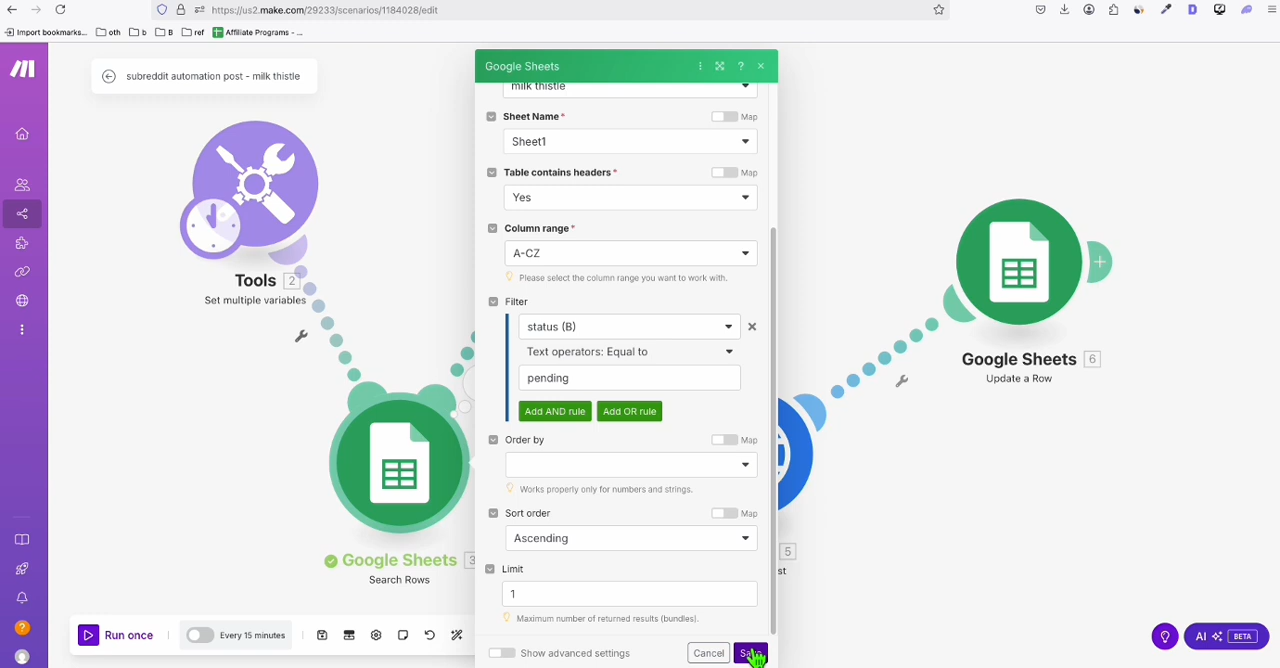 https://us2.make.com/29233/scenarios/1184028/edit
Import bookmarks...
oth
b
B
ref
Affiliate Programs - ...
subreddit automation post - milk thistle
Google Sheets
milk thistle
Sheet Name*
Map
Sheet1
Table contains headers*
Map
Yes
Column range*
A-CZ
Please select the column range you want to work with.
Filter
status (B)
Text operators: Equal to
pending
Add AND rule
Add OR rule
Order by
Map
Works properly only for numbers and strings.
Sort order
Map
Ascending
Limit
1
Maximum number of returned results (bundles).
Show advanced settings
Cancel
Tools
2
Set multiple variables
Google Sheets
3
Search Rows
5
st
Google Sheets
6
Update a Row
Run once
Every 15 minutes
AI
BETA